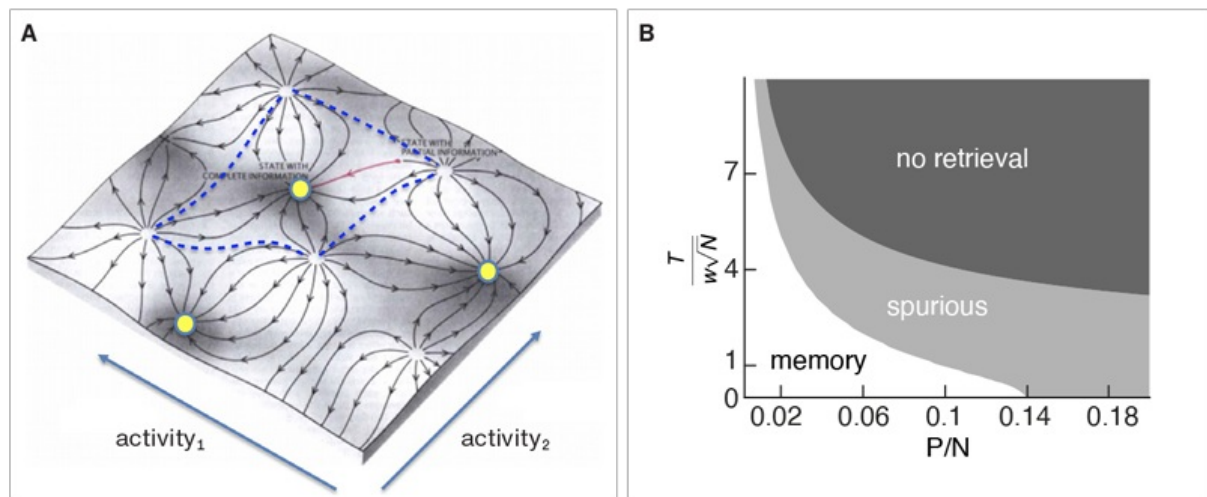 A
STATE WITH
PARTIAL INFORMATION
STATE WITH
COMPLETE INFORMATION
activity₁
activity₂
B
T
w√N
7
4
1
0
no retrieval
spurious
memory
0.02
0.06
0.1
0.14
0.18
P/N